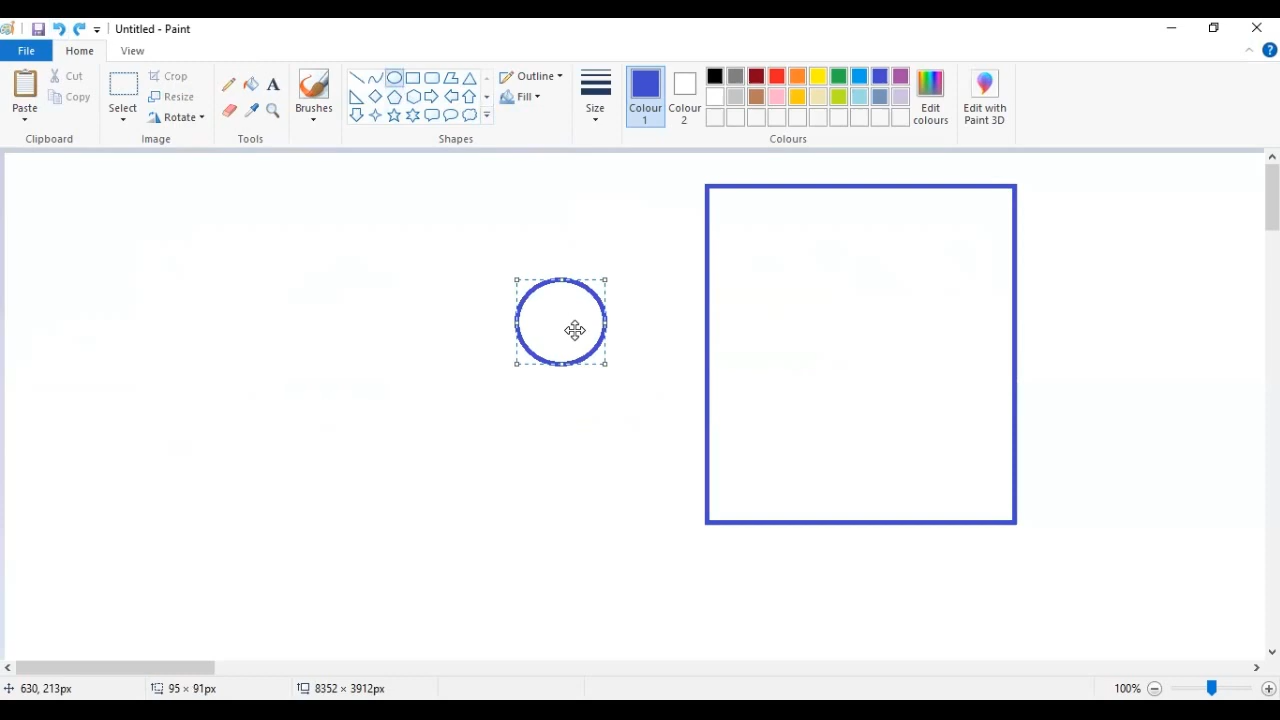 Untitled - Paint
File Home View
Paste
Cut
Copy
Clipboard
Select
Crop
Resize
Rotate
Image
Tools
Brushes
Shapes
Outline
Fill
Size
Colour 1
Colour 2
Colours
Edit colours
Edit with Paint 3D
630, 213px 95 × 91px 8352 × 3912px 100%